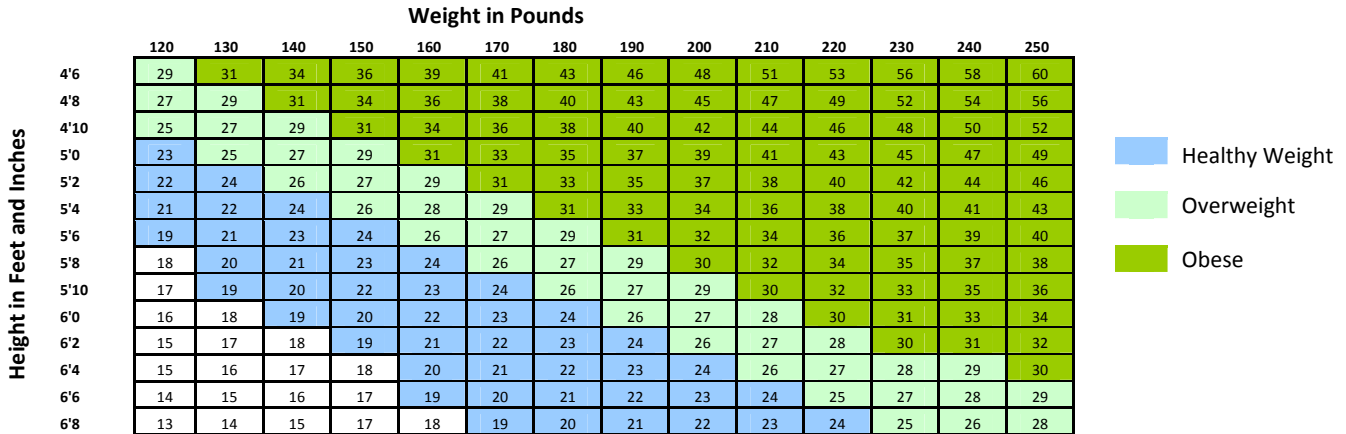 Weight in Pounds
120 130 140 150 160 170 180 190 200 210 220 230 240 250
4'6 29 31 34 36 39 41 43 46 48 51 53 56 58 60
4'8 27 29 31 34 36 38 40 43 45 47 49 52 54 56
4'10 25 27 29 31 34 36 38 40 42 44 46 48 50 52
5'0 23 25 27 29 31 33 35 37 39 41 43 45 47 49
5'2 22 24 26 27 29 31 33 35 37 38 40 42 44 46
5'4 21 22 24 26 28 29 31 33 34 36 38 40 41 43
5'6 19 21 23 24 26 27 29 31 32 34 36 37 39 40
5'8 18 20 21 23 24 26 27 29 30 32 34 35 37 38
5'10 17 19 20 22 23 24 26 27 29 30 32 33 35 36
6'0 16 18 19 20 22 23 24 26 27 28 30 31 33 34
6'2 15 17 18 19 21 22 23 24 26 27 28 30 31 32
6'4 15 16 17 18 20 21 22 23 24 26 27 28 29 30
6'6 14 15 16 17 19 20 21 22 23 24 25 27 28 29
6'8 13 14 15 17 18 19 20 21 22 23 24 25 26 28
Height in Feet and Inches
Healthy Weight
Overweight
Obese